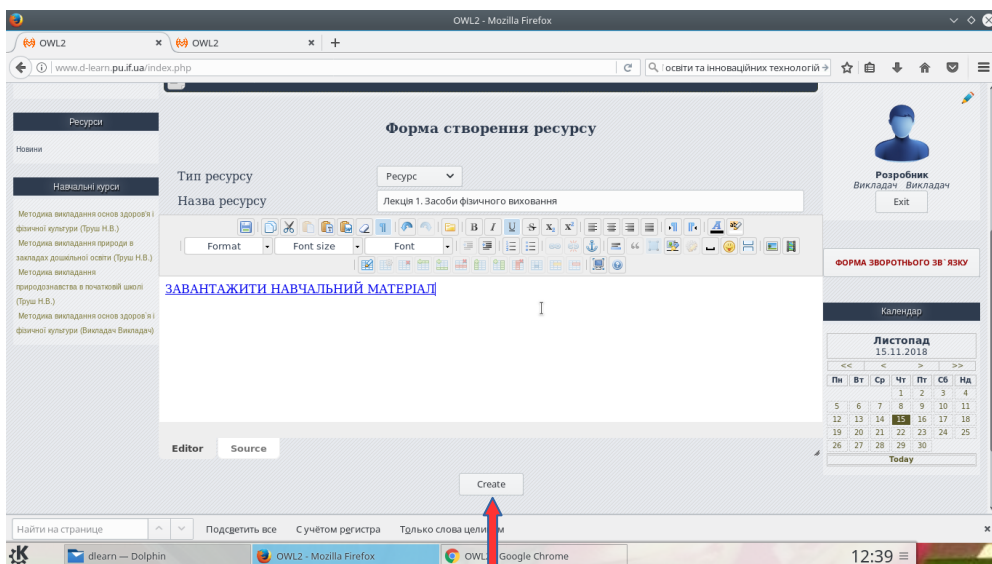 OWL2 - Mozilla Firefox
OWL2
OWL2
www.d-learn.pu.if.ua/index.php
освіти та інноваційних технологій
Ресурси
Новини
Навчальні курси
Методика викладання основ здоров'я і
фізичної культури (Труш Н.В.)
Методика викладання природи в
закладах дошкільної освіти (Труш Н.В.)
Методика викладання
природознавства в початковій школі
(Труш Н.В.)
Методика викладання основ здоров`я і
фізичної культури (Викладач Викладач)
Форма створення ресурсу
Тип ресурсу
Ресурс
Назва ресурсу
Лекція 1. Засоби фізичного виховання
Format
Font size
Font
ЗАВАНТАЖИТИ НАВЧАЛЬНИЙ МАТЕРІАЛ
Editor
Source
Create
Розробник
Викладач Викладач
Exit
ФОРМА ЗВОРОТНЬОГО ЗВ`ЯЗКУ
Календар
Листопад
15.11.2018
<< < > >>
Пн Вт Ср Чт Пт Сб Нд
1 2 3 4
5 6 7 8 9 10 11
12 13 14 15 16 17 18
19 20 21 22 23 24 25
26 27 28 29 30
Today
Найти на странице
Подсветить все
С учётом регистра
Только слова
dlearn — Dolphin
OWL2 - Mozilla Firefox
Google Chrome
12:39